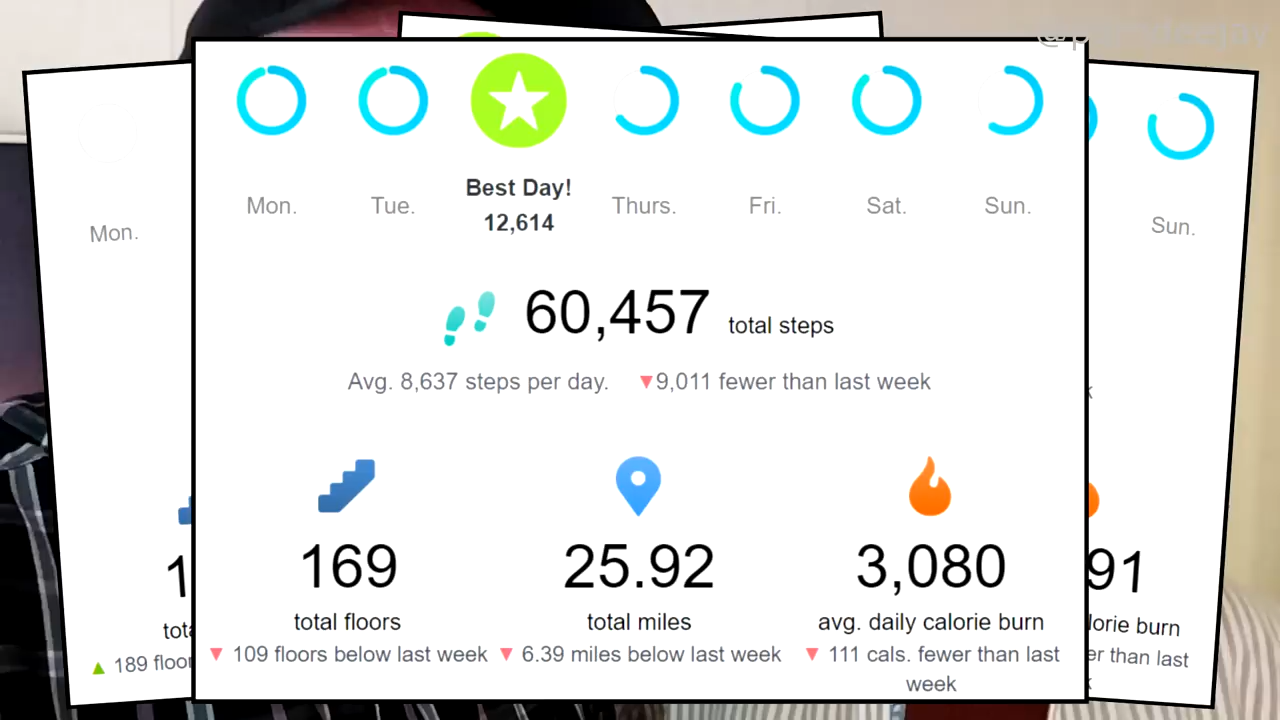 Mon.
Tue.
Best Day!
12,614
Thurs.
Fri.
Sat.
Sun.
60,457 total steps
Avg. 8,637 steps per day. ▼9,011 fewer than last week
169
total floors
▼ 109 floors below last week
25.92
total miles
▼ 6.39 miles below last week
3,080
avg. daily calorie burn
▼ 111 cals. fewer than last
week
Mon.
▲ 189
Sun.
91
burn
than last